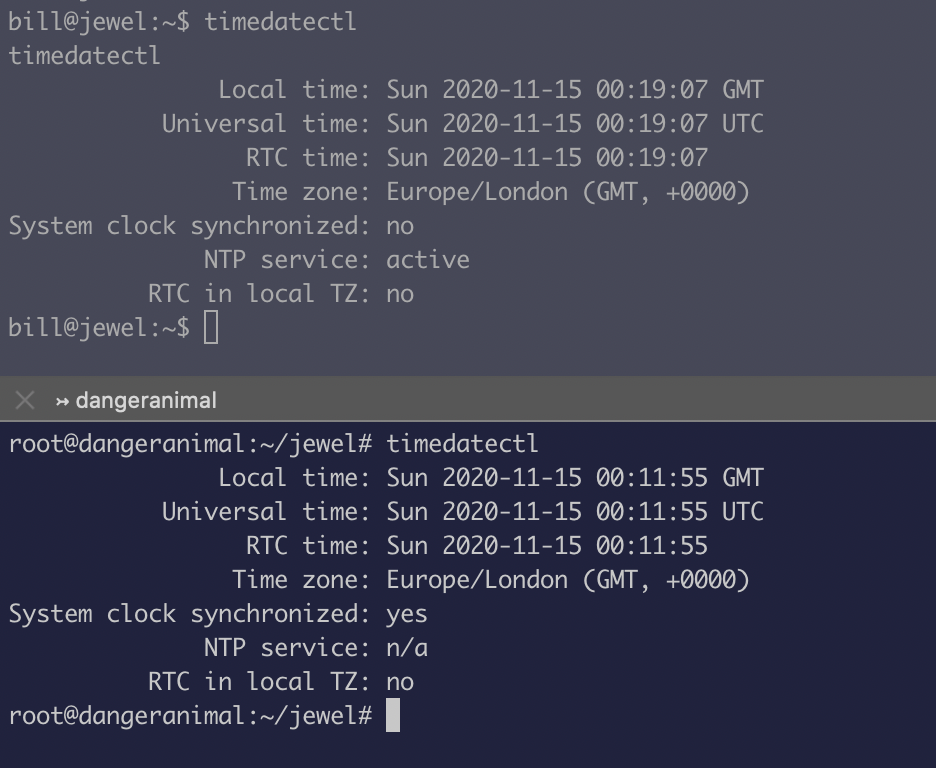 bill@jewel:~$ timedatectl
timedatectl
Local time: Sun 2020-11-15 00:19:07 GMT
Universal time: Sun 2020-11-15 00:19:07 UTC
RTC time: Sun 2020-11-15 00:19:07
Time zone: Europe/London (GMT, +0000)
System clock synchronized: no
NTP service: active
RTC in local TZ: no
bill@jewel:~$
↣ dangeranimal
root@dangeranimal:~/jewel# timedatectl
Local time: Sun 2020-11-15 00:11:55 GMT
Universal time: Sun 2020-11-15 00:11:55 UTC
RTC time: Sun 2020-11-15 00:11:55
Time zone: Europe/London (GMT, +0000)
System clock synchronized: yes
NTP service: n/a
RTC in local TZ: no
root@dangeranimal:~/jewel#